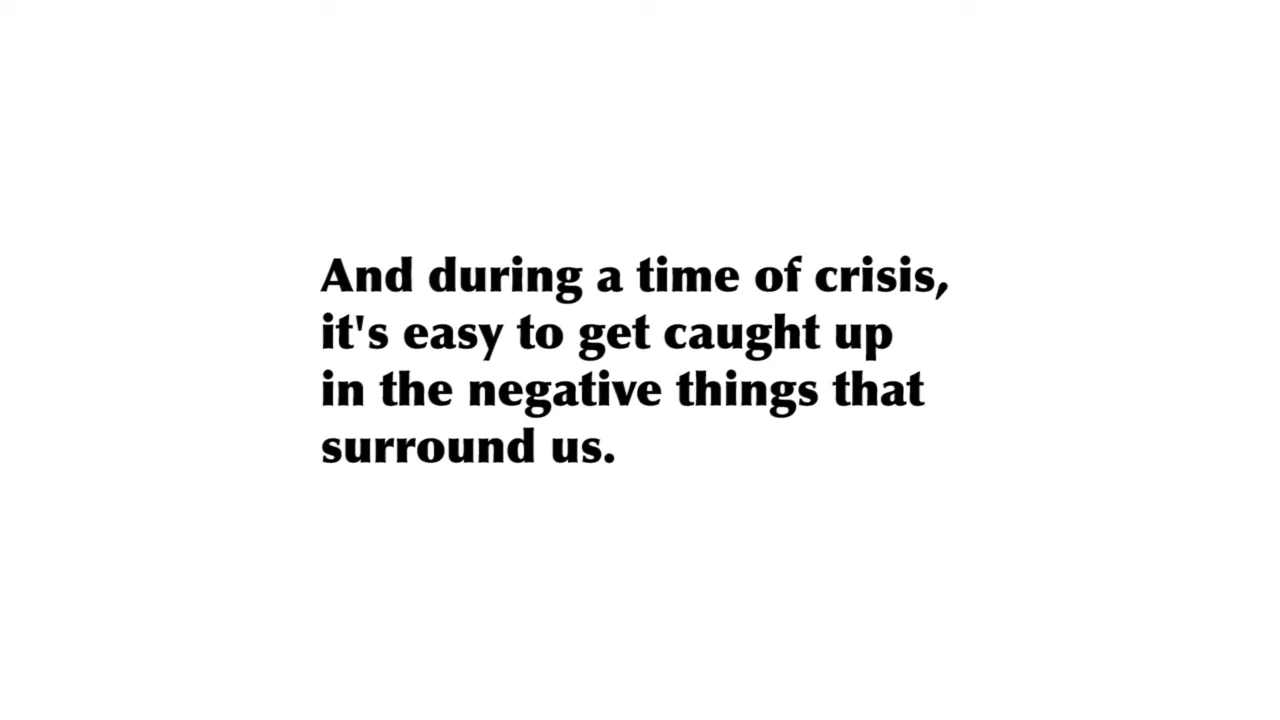 And during a time of crisis,
it's easy to get caught up
in the negative things that
surround us.